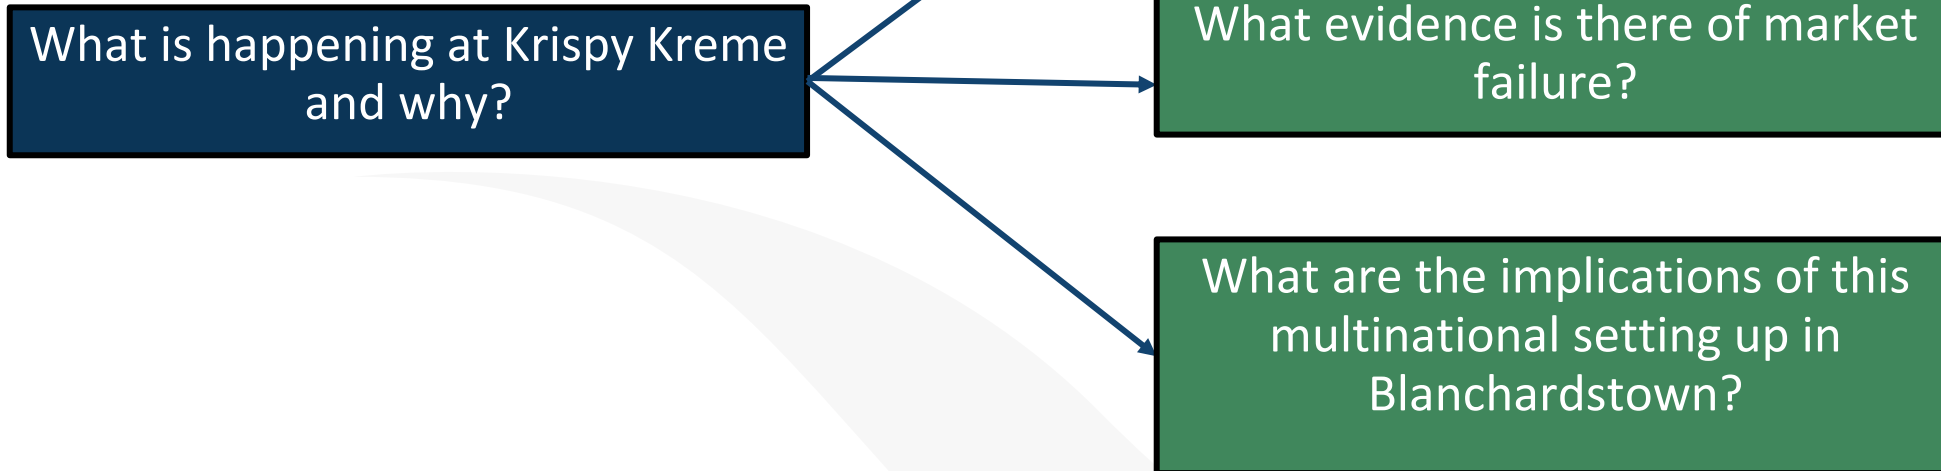 What is happening at Krispy Kreme
and why?
What evidence is there of market
failure?
What are the implications of this
multinational setting up in
Blanchardstown?